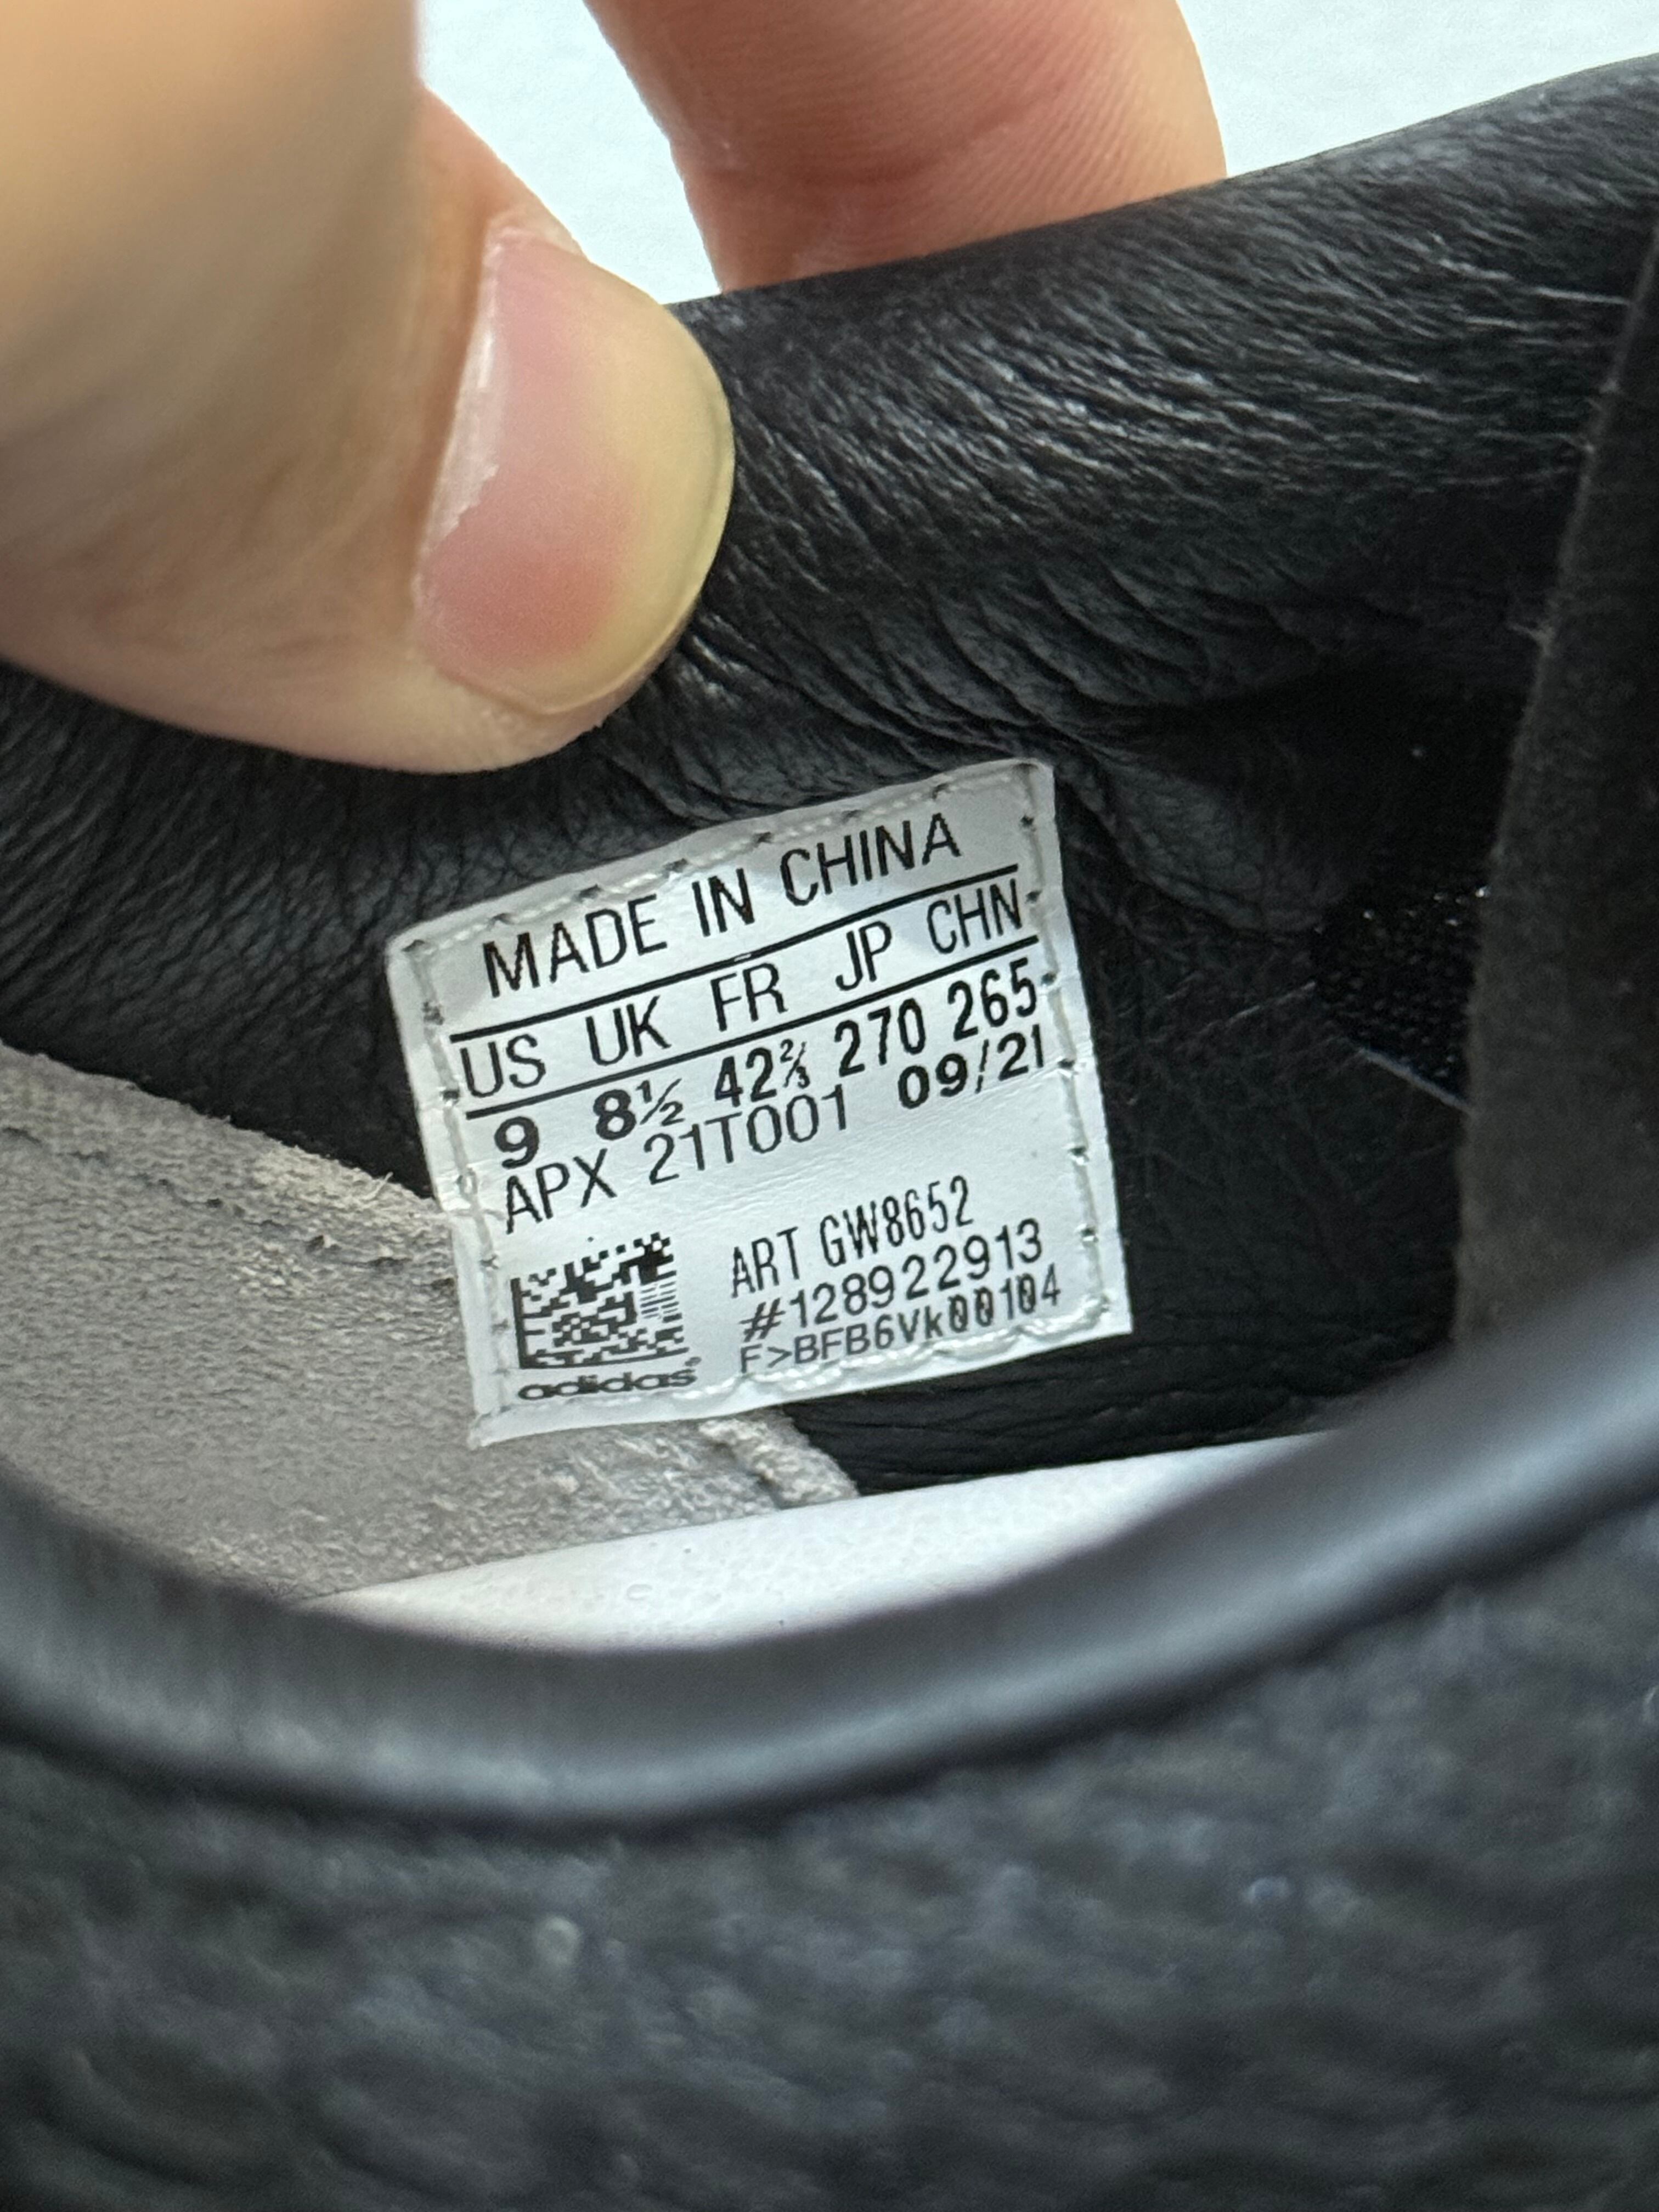 MADE IN CHINA
US UK FR JP CHN
9 8½ 42⅔ 270 265
APX 21T001 09/21
ART GW8652
#128922913
F>BFB6Vk00104
adidas®